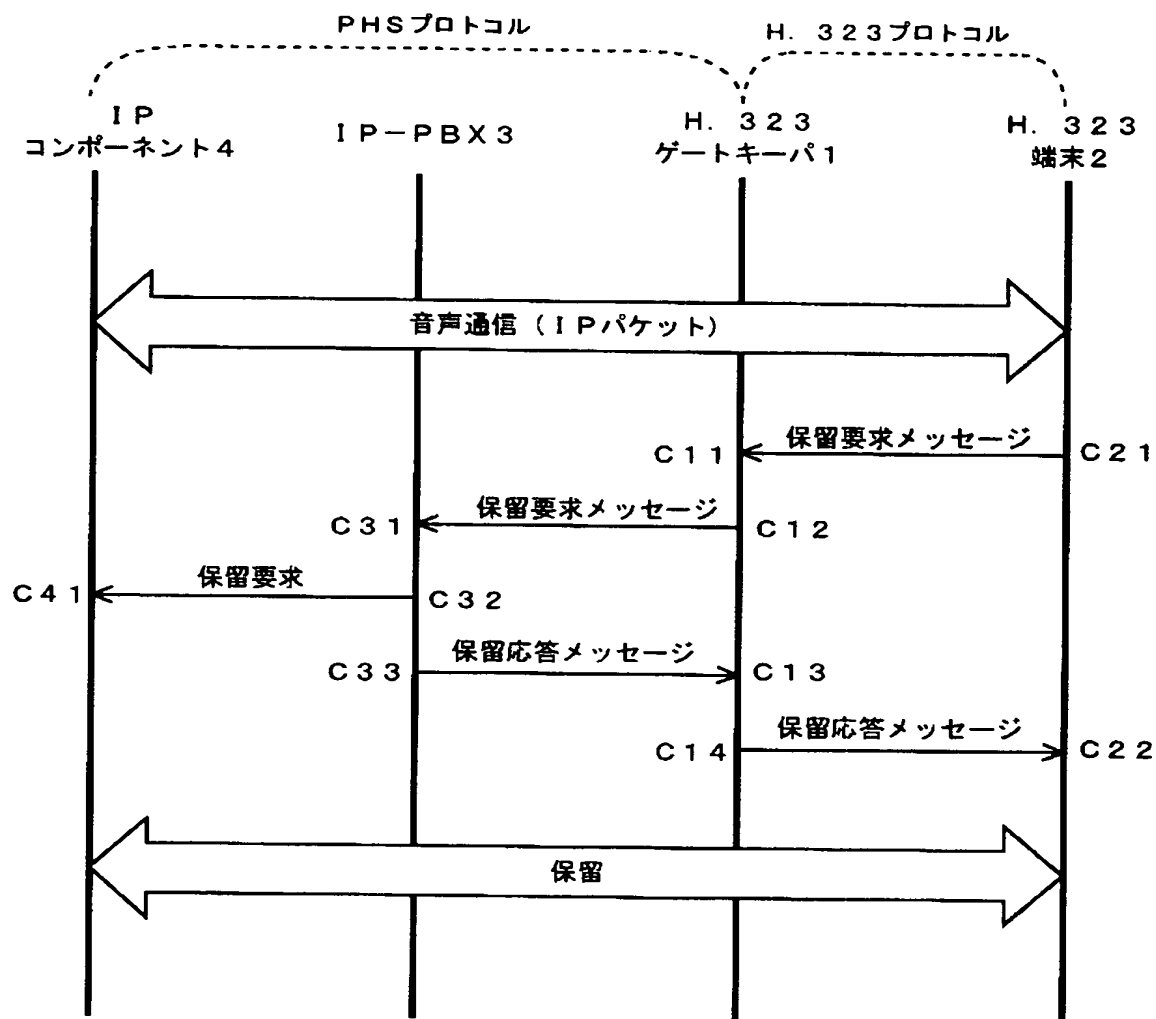 PHSプロトコル
H. 323プロトコル
IP
コンポーネント4
IP-PBX3
H. 323
ゲートキーパ1
H. 323
端末2
音声通信(IPパケット)
C11
保留要求メッセージ
C21
C31
保留要求メッセージ
C12
C41
保留要求
C32
C33
保留応答メッセージ
C13
C14
保留応答メッセージ
C22
保留